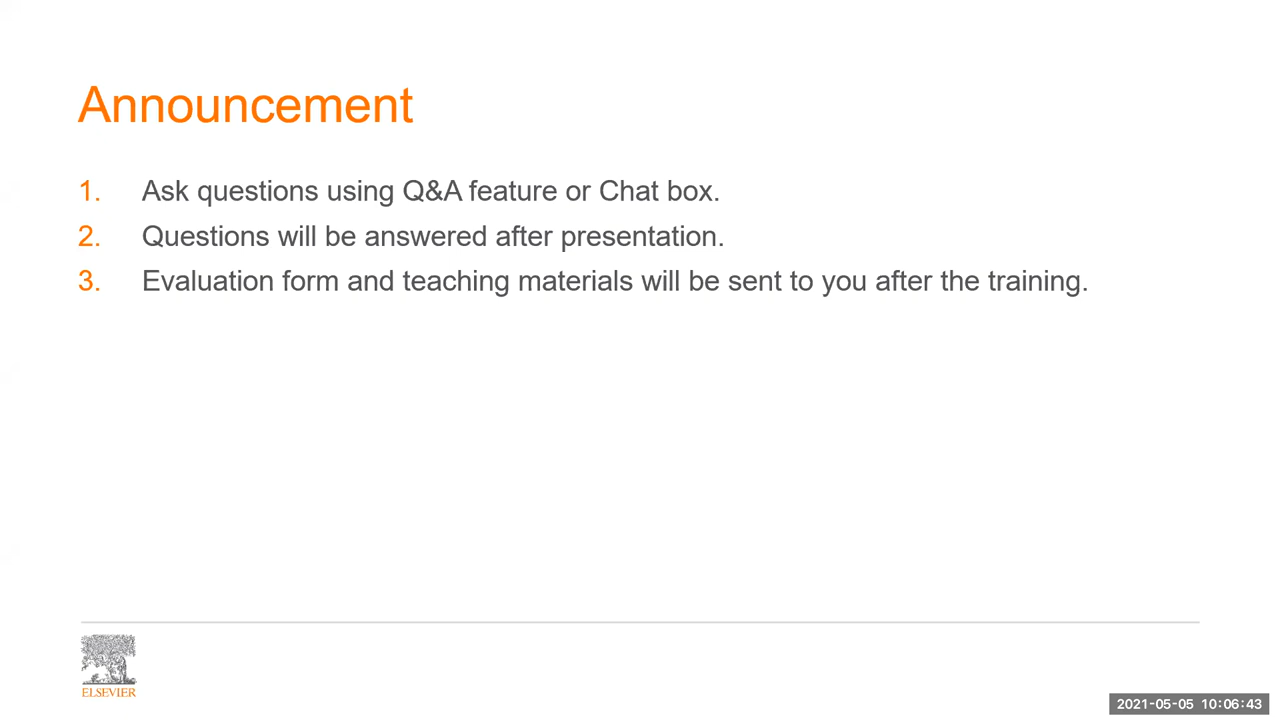 Announcement
1. Ask questions using Q&A feature or Chat box.
2. Questions will be answered after presentation.
3. Evaluation form and teaching materials will be sent to you after the training.
ELSEVIER
2021-05-05 10:06:43